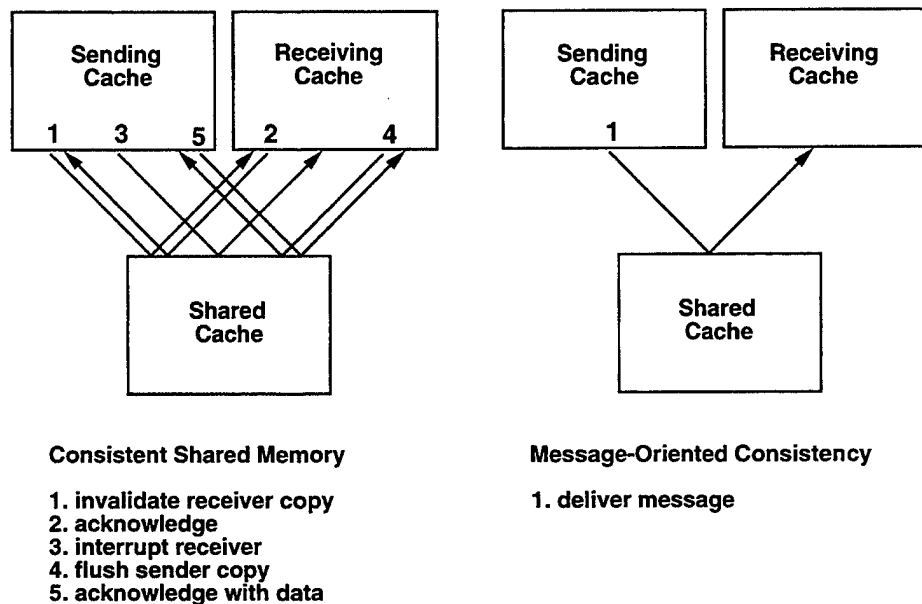 Sending
Cache
1 3 5
Receiving
Cache
2 4
Shared
Cache
Consistent Shared Memory
1. invalidate receiver copy
2. acknowledge
3. interrupt receiver
4. flush sender copy
5. acknowledge with data
Sending
Cache
1
Receiving
Cache
Shared
Cache
Message-Oriented Consistency
1. deliver message